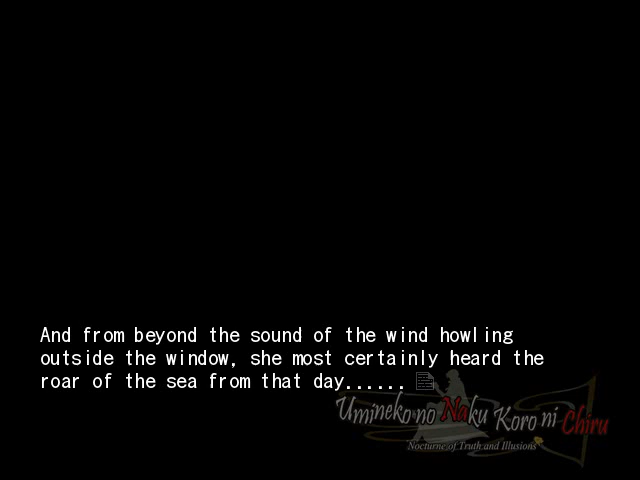 And from beyond the sound of the wind howling
outside the window, she most certainly heard the
roar of the sea from that day......
Umineko no Naku Koro ni Chiru
Nocturne of Truth and Illusions